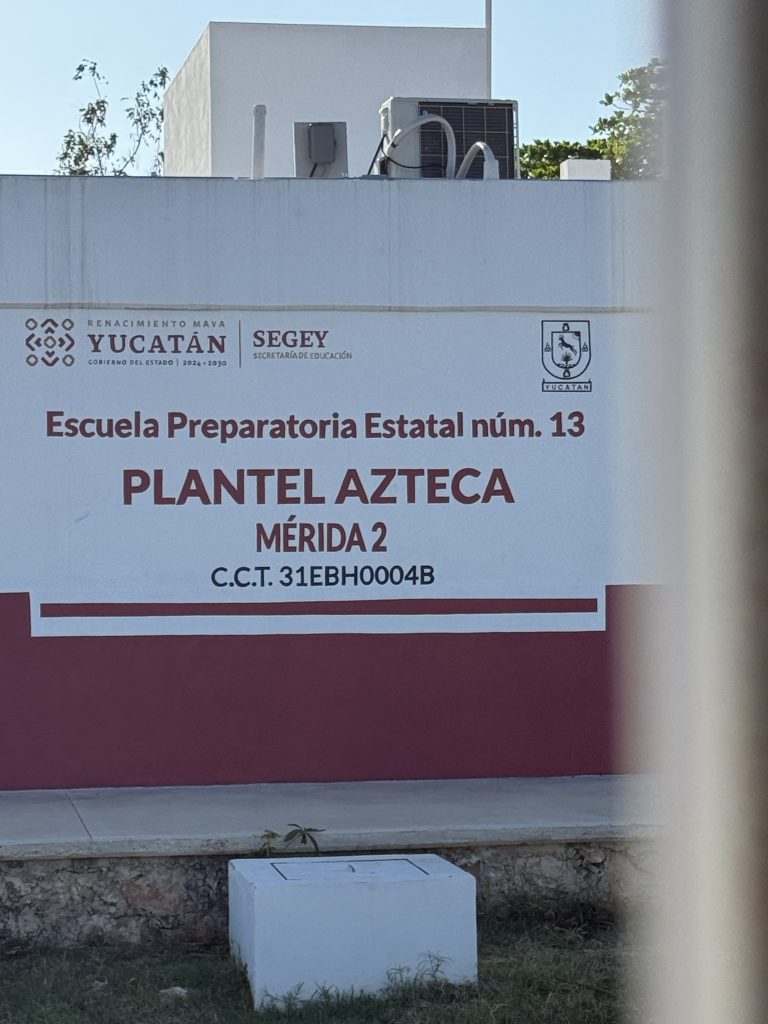 RENACIMIENTO MAYA
YUCATÁN
GOBIERNO DEL ESTADO | 2024 - 2030
SEGEY
SECRETARÍA DE EDUCACIÓN
YUCATÁN
Escuela Preparatoria Estatal núm. 13
PLANTEL AZTECA
MÉRIDA 2
C.C.T. 31EBH0004B